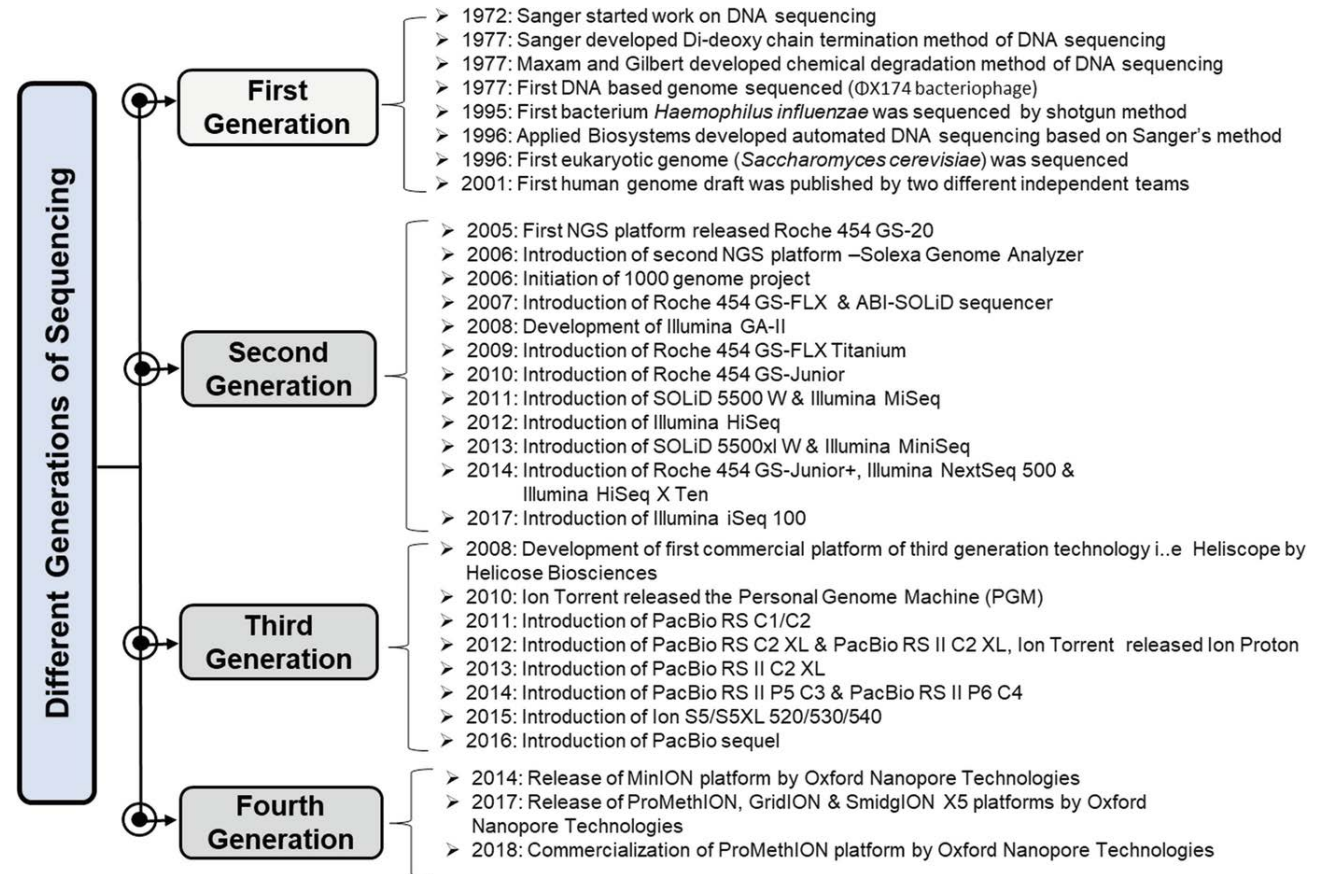 Different Generations of Sequencing
First
Generation
➢ 1972: Sanger started work on DNA sequencing
➢ 1977: Sanger developed Di-deoxy chain termination method of DNA sequencing
➢ 1977: Maxam and Gilbert developed chemical degradation method of DNA sequencing
➢ 1977: First DNA based genome sequenced (ΦX174 bacteriophage)
➢ 1995: First bacterium Haemophilus influenzae was sequenced by shotgun method
➢ 1996: Applied Biosystems developed automated DNA sequencing based on Sanger's method
➢ 1996: First eukaryotic genome (Saccharomyces cerevisiae) was sequenced
➢ 2001: First human genome draft was published by two different independent teams
Second
Generation
➢ 2005: First NGS platform released Roche 454 GS-20
➢ 2006: Introduction of second NGS platform –Solexa Genome Analyzer
➢ 2006: Initiation of 1000 genome project
➢ 2007: Introduction of Roche 454 GS-FLX & ABI-SOLiD sequencer
➢ 2008: Development of Illumina GA-II
➢ 2009: Introduction of Roche 454 GS-FLX Titanium
➢ 2010: Introduction of Roche 454 GS-Junior
➢ 2011: Introduction of SOLiD 5500 W & Illumina MiSeq
➢ 2012: Introduction of Illumina HiSeq
➢ 2013: Introduction of SOLiD 5500xl W & Illumina MiniSeq
➢ 2014: Introduction of Roche 454 GS-Junior+, Illumina NextSeq 500 &
Illumina HiSeq X Ten
➢ 2017: Introduction of Illumina iSeq 100
Third
Generation
➢ 2008: Development of first commercial platform of third generation technology i..e Heliscope by
Helicose Biosciences
➢ 2010: Ion Torrent released the Personal Genome Machine (PGM)
➢ 2011: Introduction of PacBio RS C1/C2
➢ 2012: Introduction of PacBio RS C2 XL & PacBio RS II C2 XL, Ion Torrent released Ion Proton
➢ 2013: Introduction of PacBio RS II C2 XL
➢ 2014: Introduction of PacBio RS II P5 C3 & PacBio RS II P6 C4
➢ 2015: Introduction of Ion S5/S5XL 520/530/540
➢ 2016: Introduction of PacBio sequel
Fourth
Generation
➢ 2014: Release of MinION platform by Oxford Nanopore Technologies
➢ 2017: Release of ProMethION, GridION & SmidgION X5 platforms by Oxford
Nanopore Technologies
➢ 2018: Commercialization of ProMethION platform by Oxford Nanopore Technologies